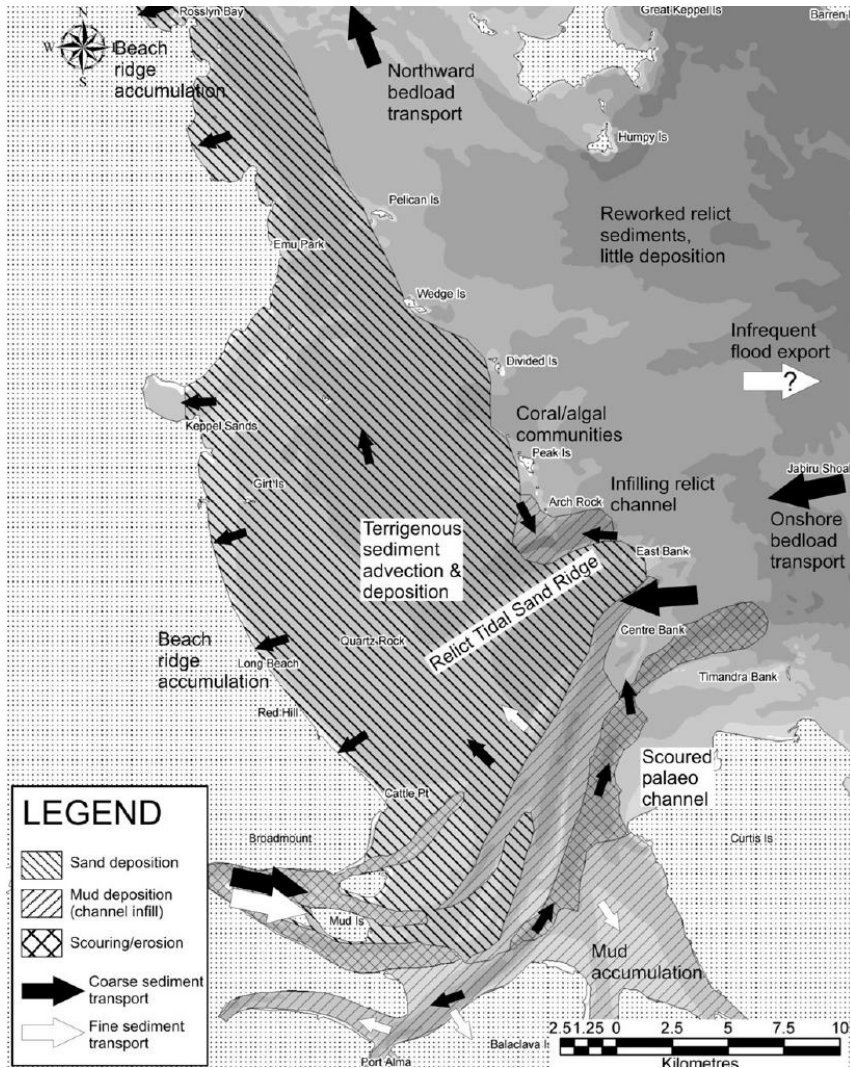 Rosslyn Bay
Great Keppel Is
Barren
N
W
S
Beach
ridge
accumulation
Northward
bedload
transport
Humpy Is
Pelican Is
Reworked relict
sediments,
little deposition
Emu Park
Wedge Is
Infrequent
flood export
?
Divided Is
Keppel Sands
Coral/algal
communities
Peak Is
Jabiru Shoal
Girt Is
Arch Rock
Infilling relict
channel
Onshore
bedload
transport
Terrigenous
sediment
advection &
deposition
East Bank
Relict Tidal Sand Ridge
Centre Bank
Quartz Rock
Beach
ridge
accumulation
Long Beach
Timandra Bank
Red Hill
Scoured
palaeo
channel
Cattle Pt
LEGEND
Sand deposition
Mud deposition
(channel infill)
Scouring/erosion
Coarse sediment
transport
Fine sediment
transport
Broadmount
Curtis Is
Mud Is
Mud
accumulation
Balaclava Is
Port Alma
2.5 1.25 0 2.5 5 7.5 10
Kilometres